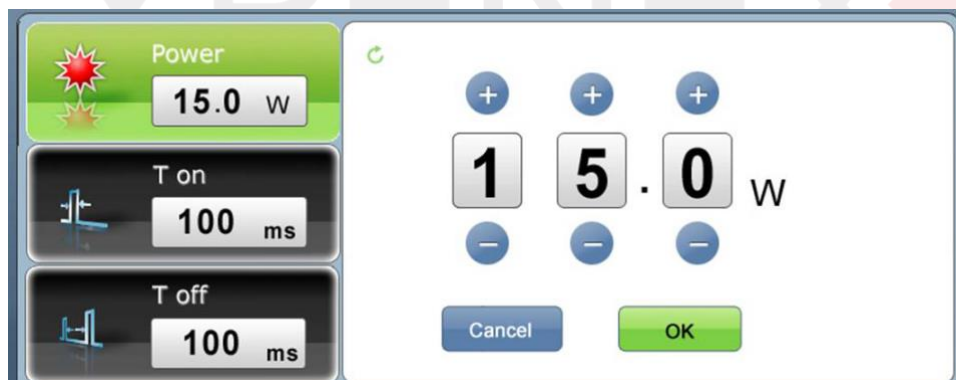 Power
15.0 W
T on
100 ms
T off
100 ms
+ + +
1 5 . 0 W
- - -
Cancel OK